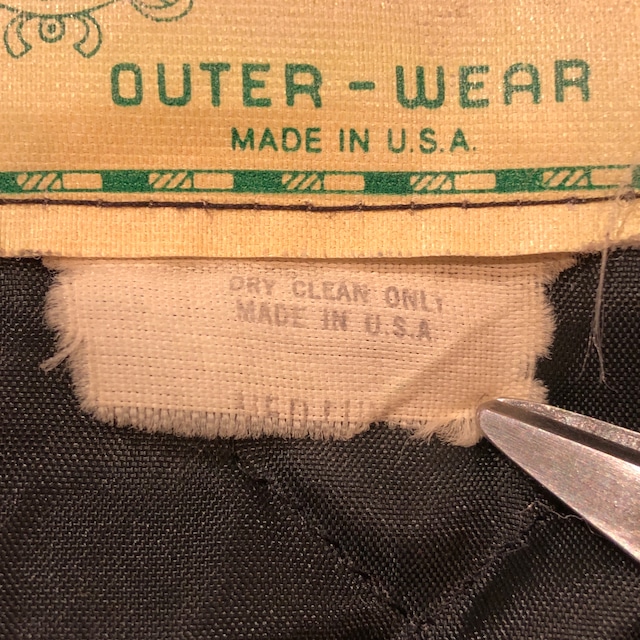 OUTER - WEAR
MADE IN U.S.A.
DRY CLEAN ONLY
MADE IN U.S.A.